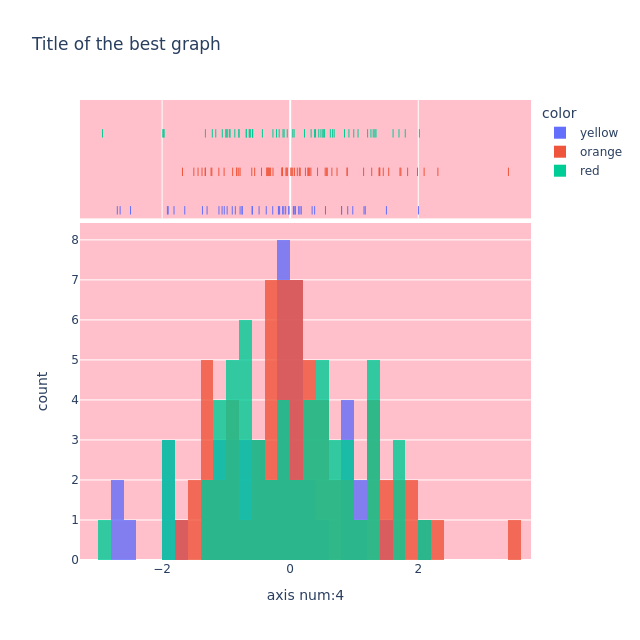 Title of the best graph
color
yellow
orange
red
8
7
6
5
4
3
2
1
0
count
−2
0
2
axis num:4